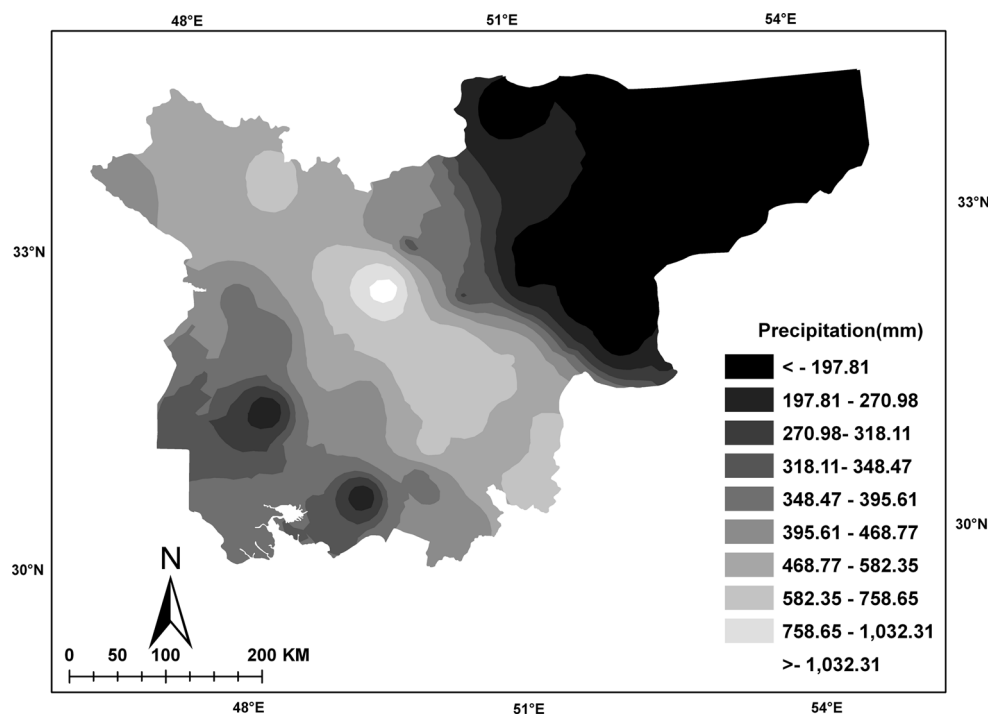 48°E 51°E 54°E
33°N
33°N
Precipitation(mm)
< - 197.81
197.81 - 270.98
270.98- 318.11
318.11- 348.47
348.47 - 395.61
395.61 - 468.77
468.77 - 582.35
582.35 - 758.65
758.65 - 1,032.31
>- 1,032.31
30°N
30°N
N
0 50 100 200 KM
48°E 51°E 54°E